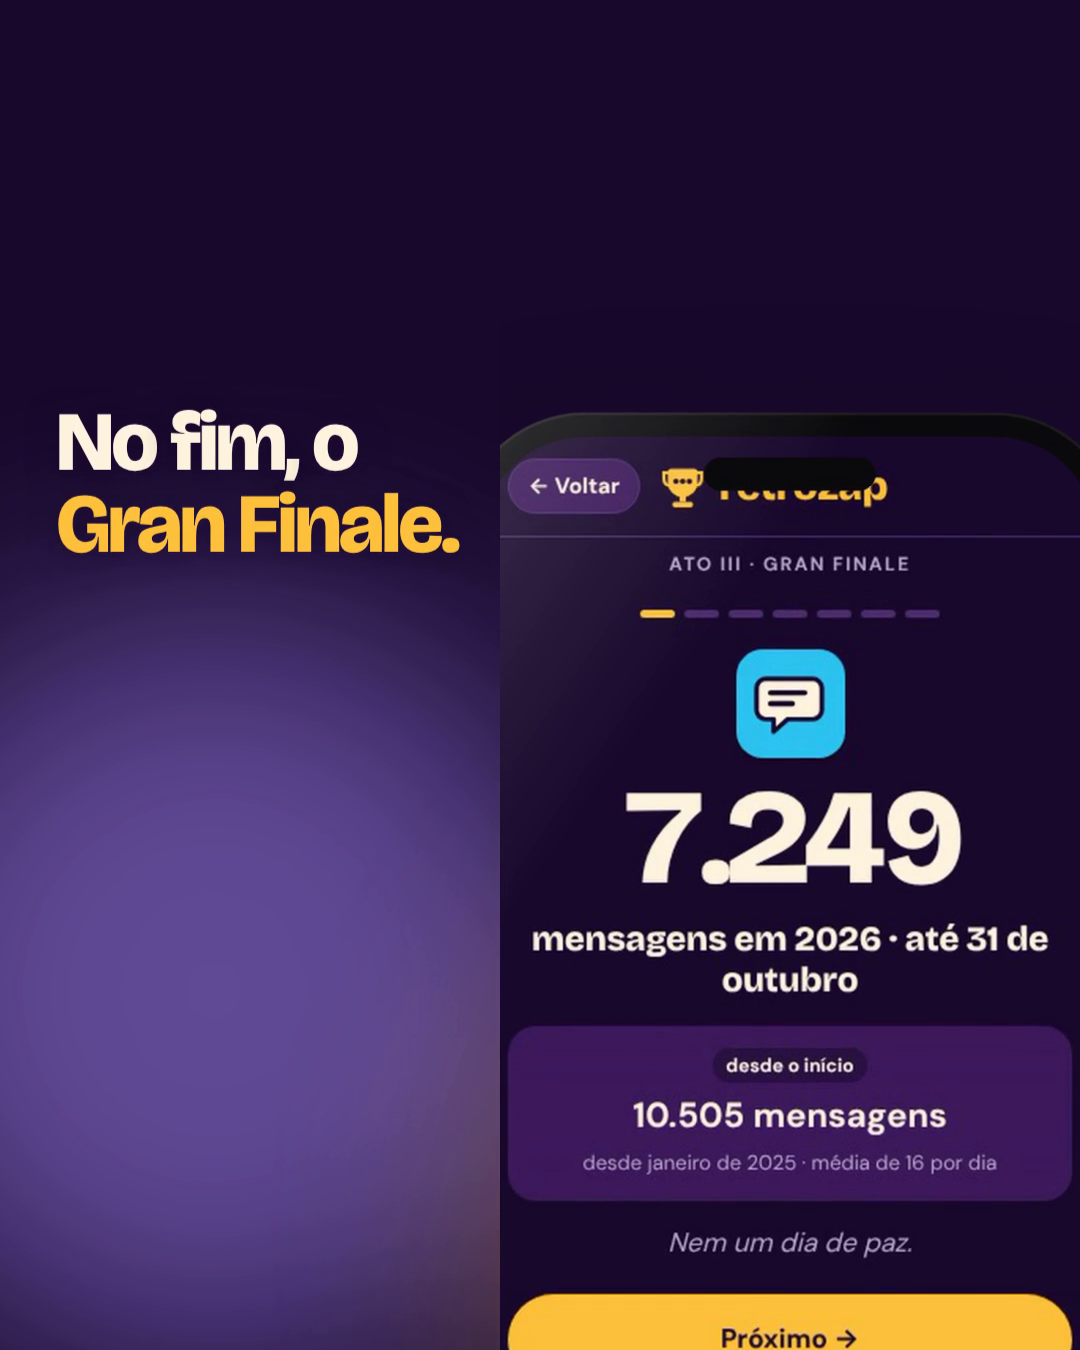 No fim, o
Gran Finale.
← Voltar
retrozap
ATO III · GRAN FINALE
7.249
mensagens em 2026 · até 31 de
outubro
desde o início
10.505 mensagens
desde janeiro de 2025 · média de 16 por dia
Nem um dia de paz.
Próximo →